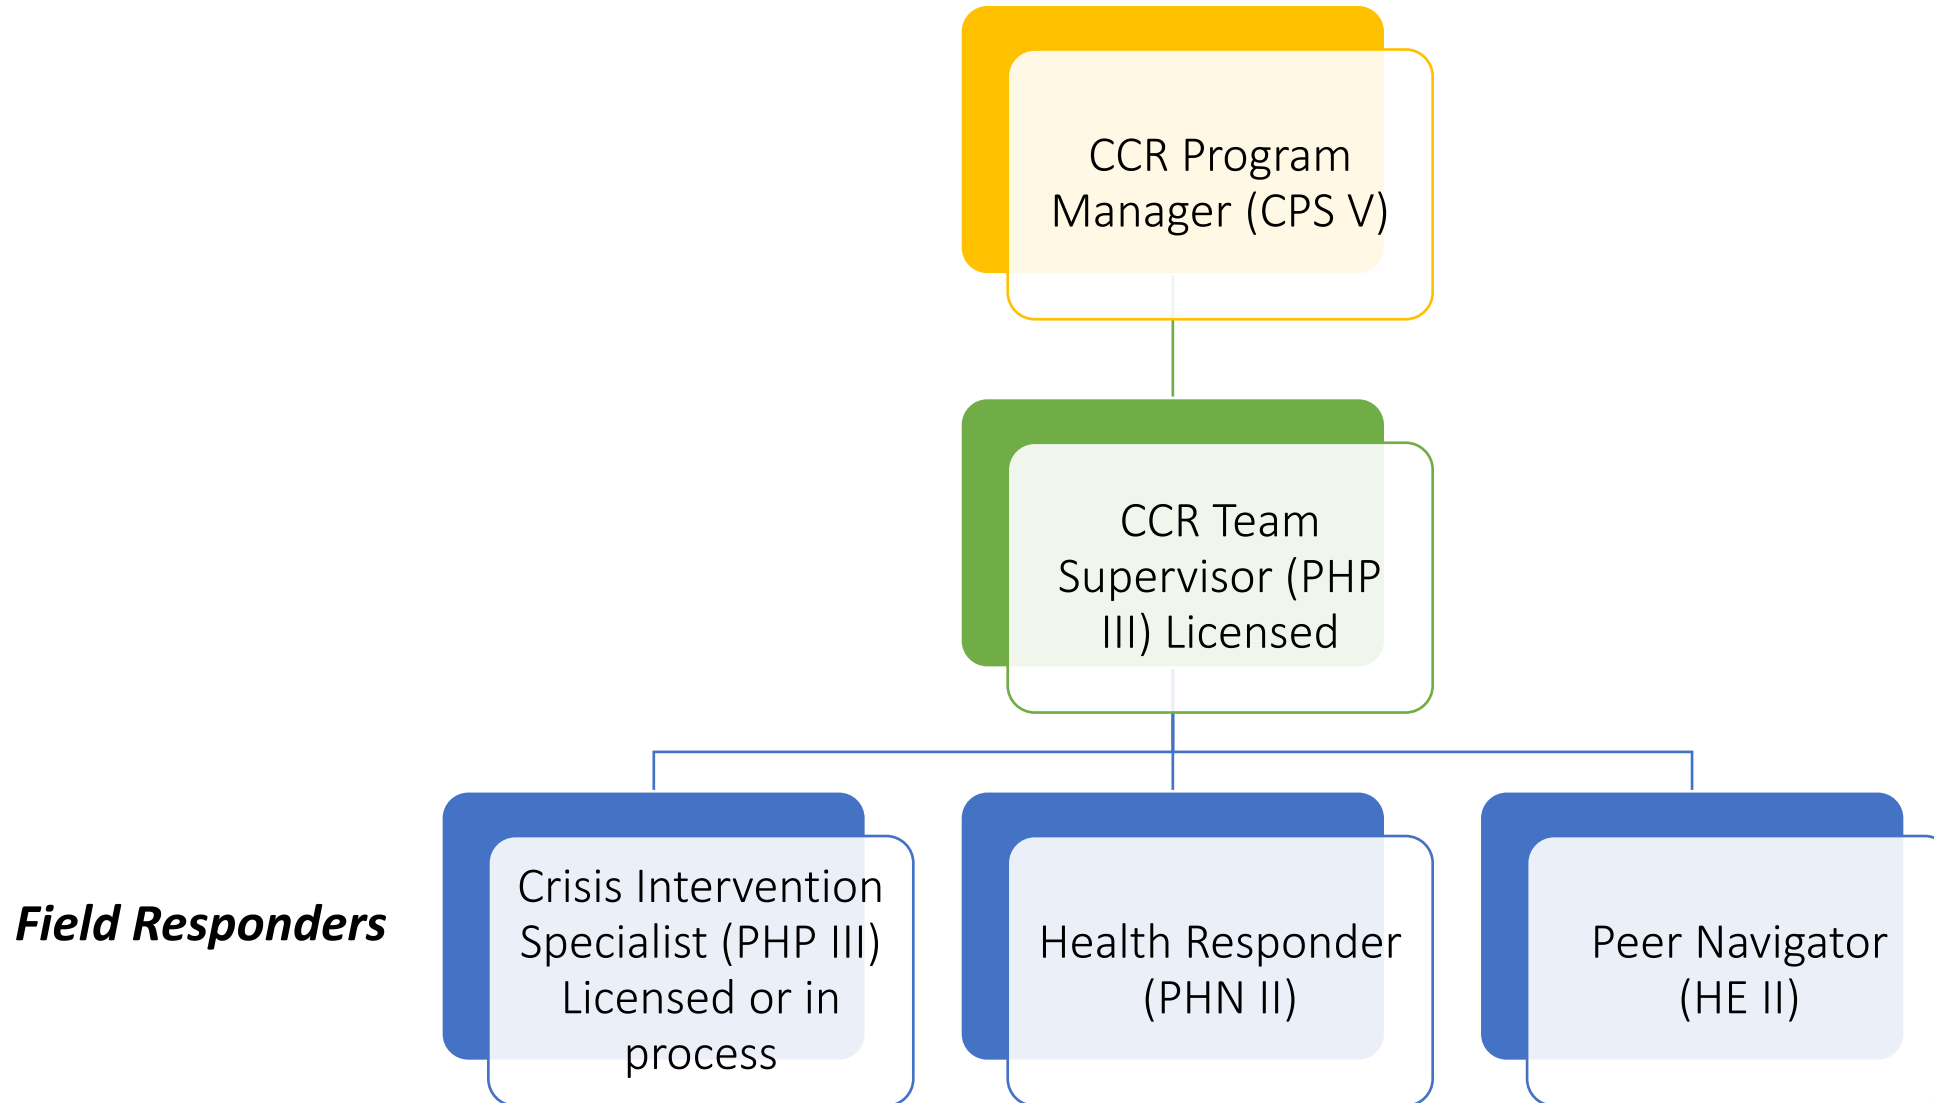 CCR Program
Manager (CPS V)
CCR Team
Supervisor (PHP
III) Licensed
Field Responders
Crisis Intervention
Specialist (PHP III)
Licensed or in
process
Health Responder
(PHN II)
Peer Navigator
(HE II)